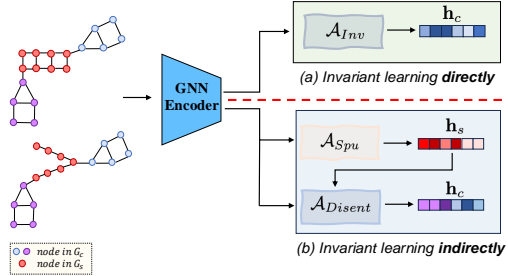 GNN
Encoder
𝒜_Inv
h_c
(a) Invariant learning directly
𝒜_Spu
h_s
𝒜_Disent
h_c
(b) Invariant learning indirectly
node in G_c
node in G_s